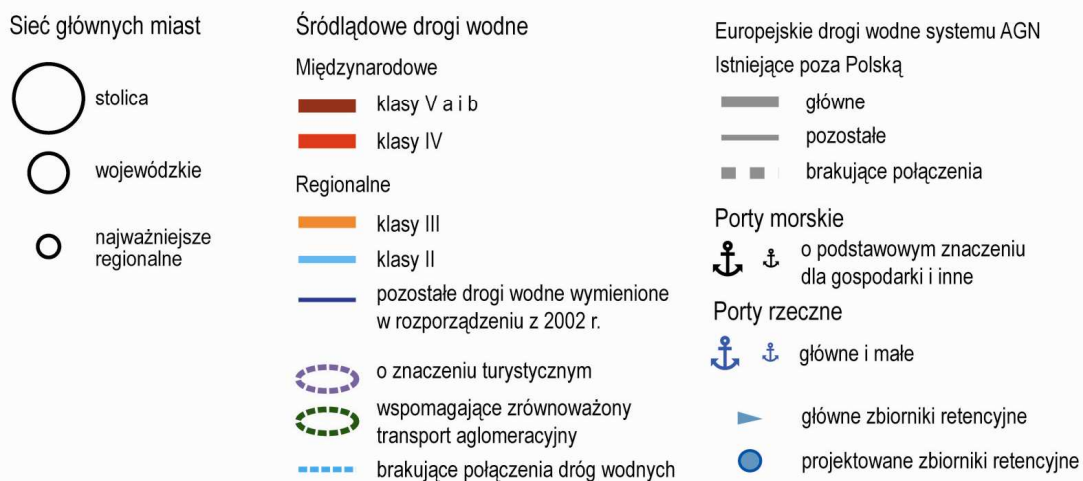 Sieć głównych miast
stolica
wojewódzkie
najważniejsze
regionalne
Śródlądowe drogi wodne
Międzynarodowe
klasy V a i b
klasy IV
Regionalne
klasy III
klasy II
pozostałe drogi wodne wymienione
w rozporządzeniu z 2002 r.
o znaczeniu turystycznym
wspomagające zrównoważony
transport aglomeracyjny
brakujące połączenia dróg wodnych
Europejskie drogi wodne systemu AGN
Istniejące poza Polską
główne
pozostałe
brakujące połączenia
Porty morskie
o podstawowym znaczeniu
dla gospodarki i inne
Porty rzeczne
główne i małe
główne zbiorniki retencyjne
projektowane zbiorniki retencyjne